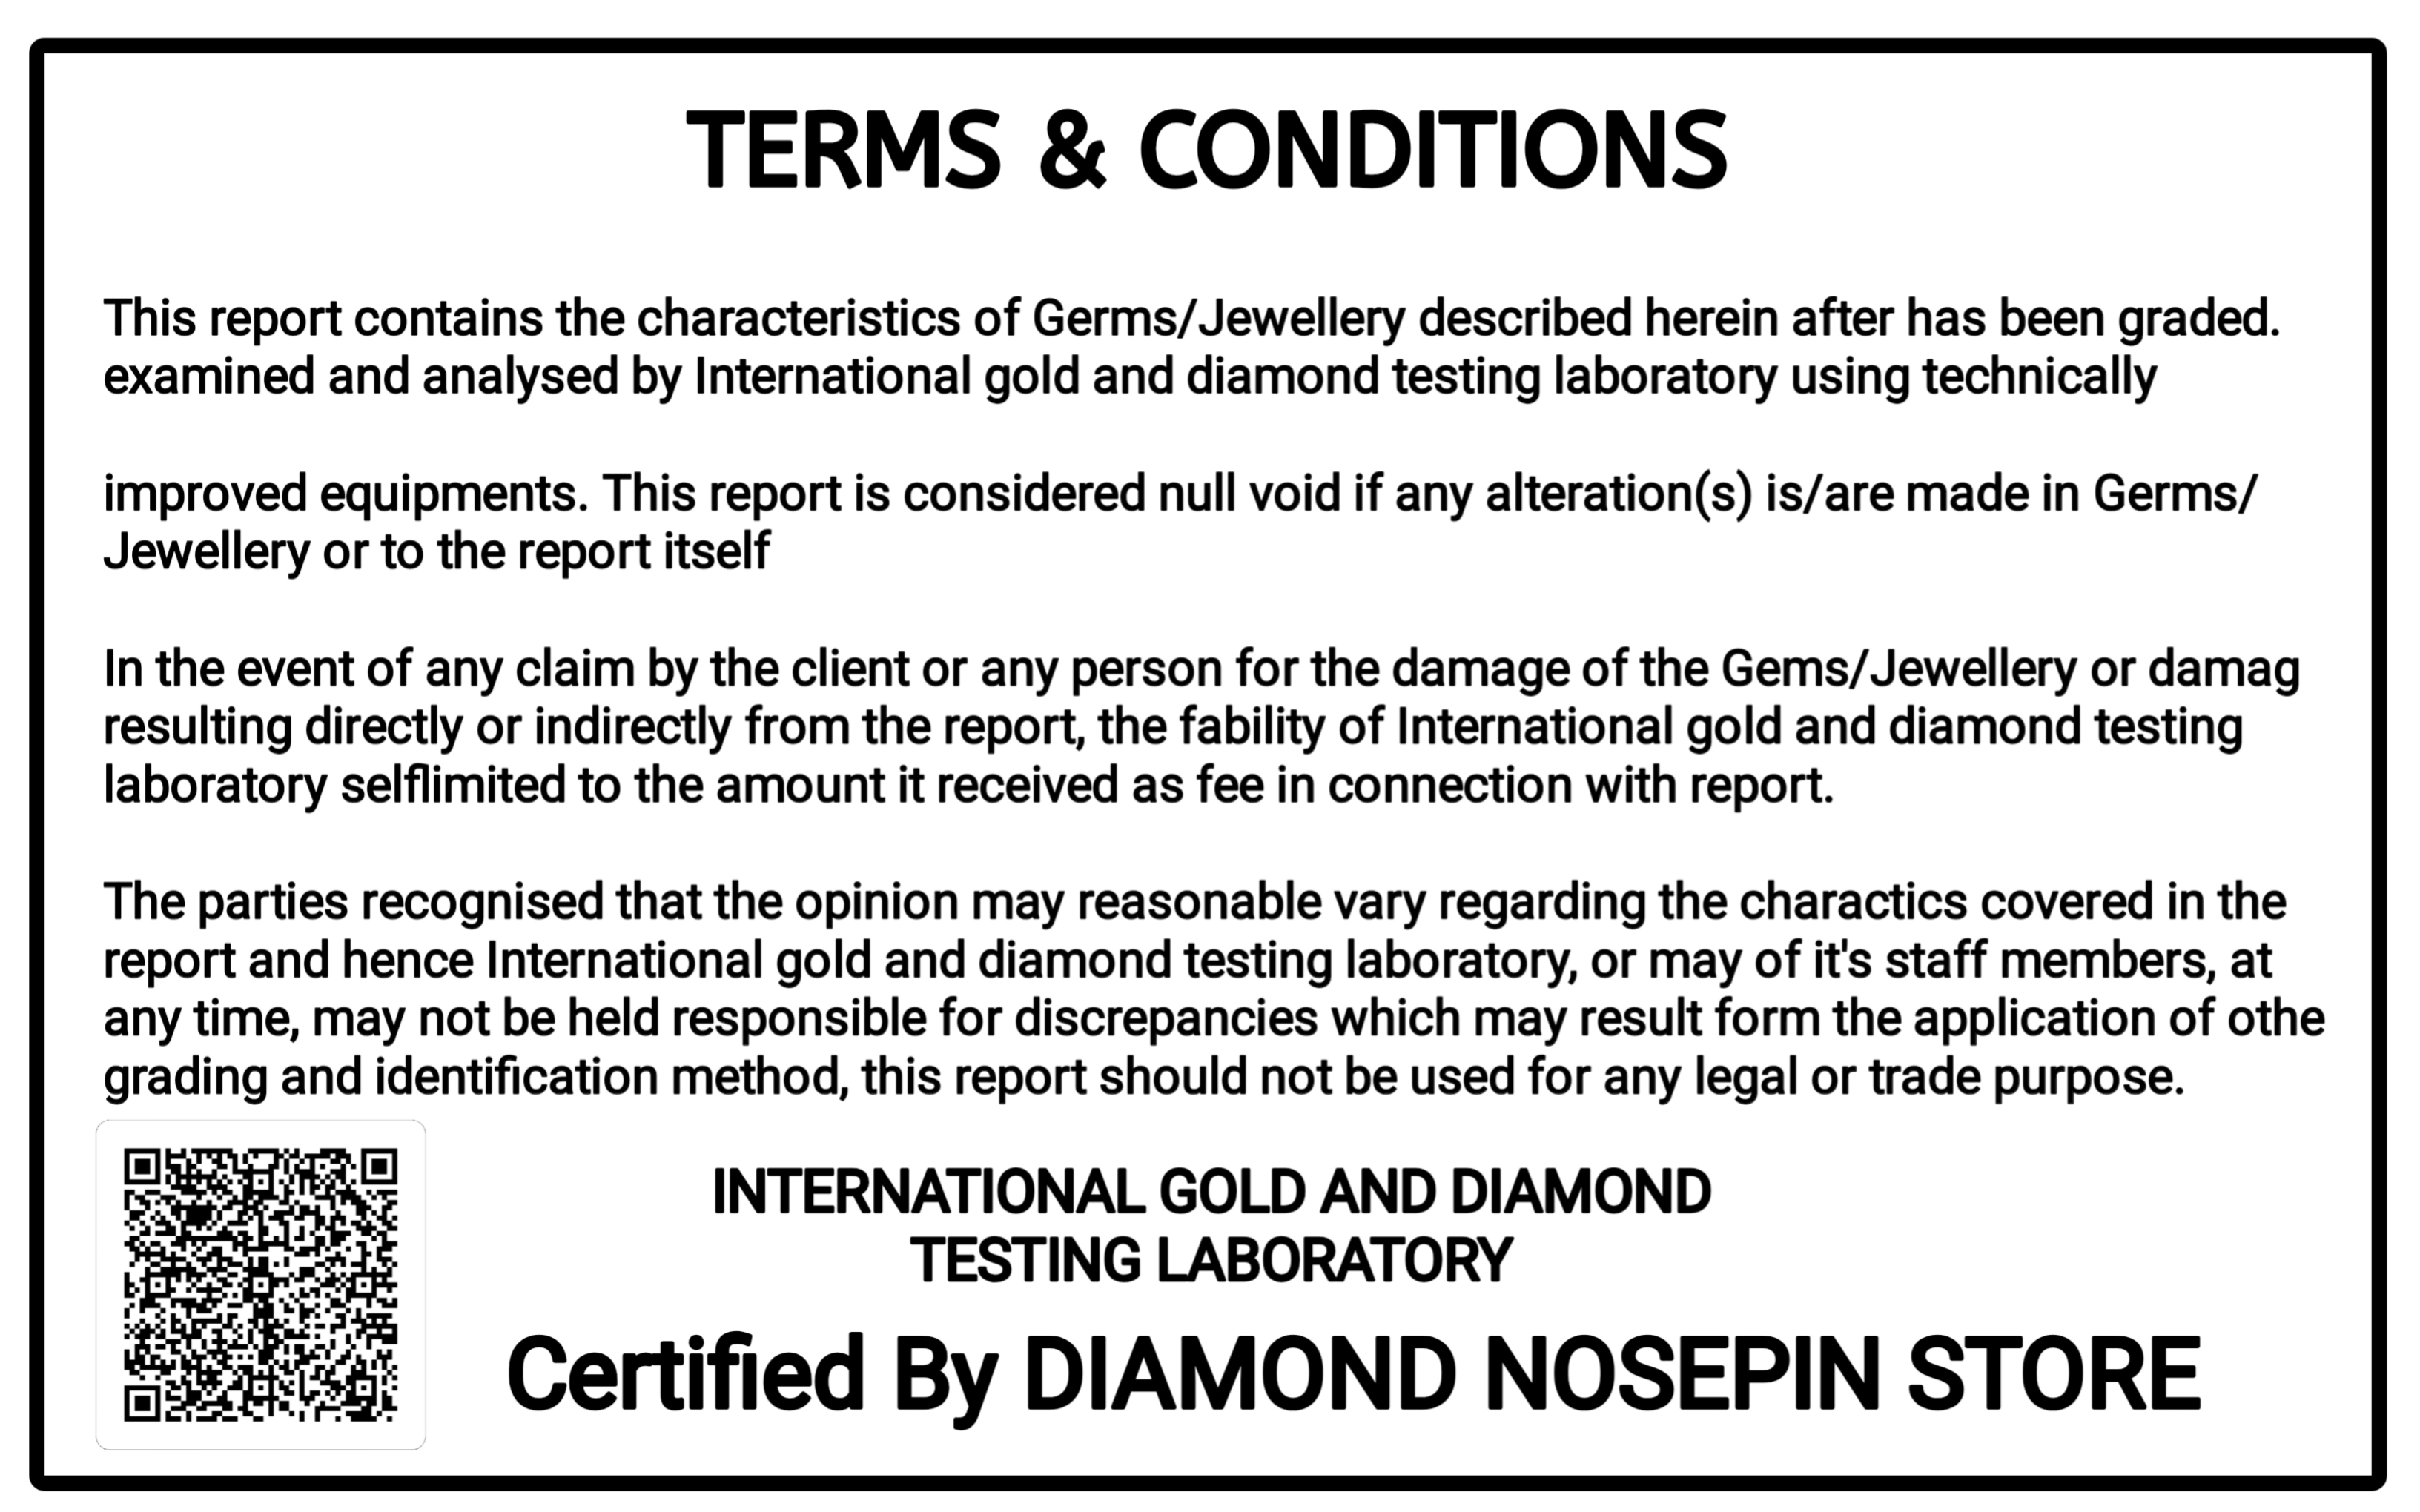 TERMS & CONDITIONS
This report contains the characteristics of Germs/Jewellery described herein after has been graded.
examined and analysed by International gold and diamond testing laboratory using technically
improved equipments. This report is considered null void if any alteration(s) is/are made in Germs/
Jewellery or to the report itself
In the event of any claim by the client or any person for the damage of the Gems/Jewellery or damag
resulting directly or indirectly from the report, the fability of International gold and diamond testing
laboratory selflimited to the amount it received as fee in connection with report.
The parties recognised that the opinion may reasonable vary regarding the charactics covered in the
report and hence International gold and diamond testing laboratory, or may of it's staff members, at
any time, may not be held responsible for discrepancies which may result form the application of othe
grading and identification method, this report should not be used for any legal or trade purpose.
INTERNATIONAL GOLD AND DIAMOND
TESTING LABORATORY
Certified By DIAMOND NOSEPIN STORE